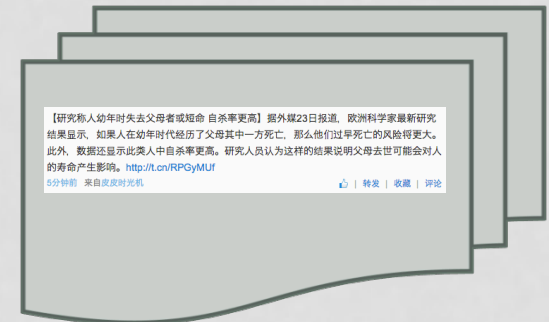 【研究称人幼年时失去父母者或短命 自杀率更高】据外媒23日报道，欧洲科学家最新研究
结果显示，如果人在幼年时代经历了父母其中一方死亡，那么他们过早死亡的风险将更大。
此外，数据还显示此类人中自杀率更高。研究人员认为这样的结果说明父母去世可能会对人
的寿命产生影响。http://t.cn/RPGyMUf
5分钟前 来自皮皮时光机 | 转发 | 收藏 | 评论